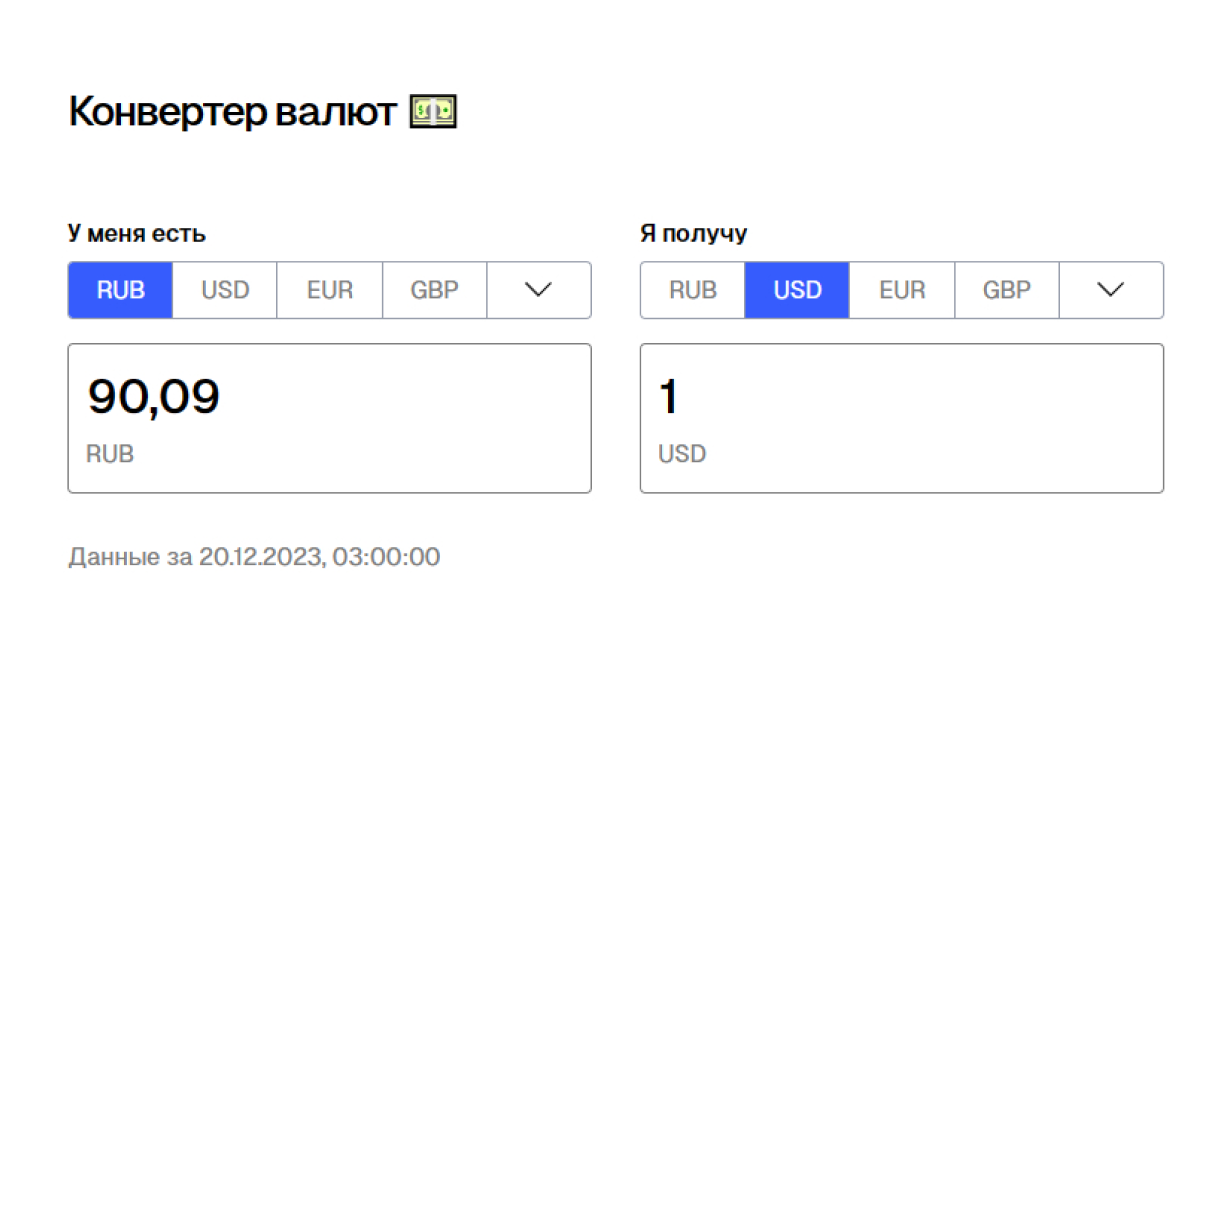 Конвертер валют
У меня есть
RUB USD EUR GBP
90,09
RUB
Я получу
RUB USD EUR GBP
1
USD
Данные за 20.12.2023, 03:00:00